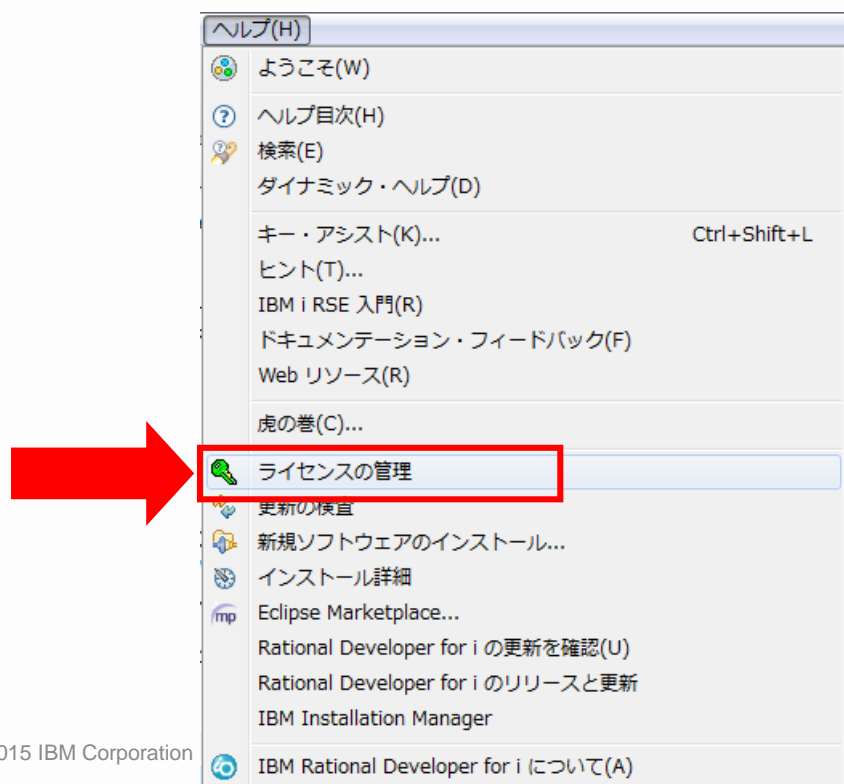 ヘルプ(H)
ようこそ(W)
ヘルプ目次(H)
検索(E)
ダイナミック・ヘルプ(D)
キー・アシスト(K)... Ctrl+Shift+L
ヒント(T)...
IBM i RSE 入門(R)
ドキュメンテーション・フィードバック(F)
Web リソース(R)
虎の巻(C)...
ライセンスの管理
更新の検査
新規ソフトウェアのインストール...
インストール詳細
mp Eclipse Marketplace...
Rational Developer for i の更新を確認(U)
Rational Developer for i のリリースと更新
IBM Installation Manager
015 IBM Corporation
IBM Rational Developer for i について(A)